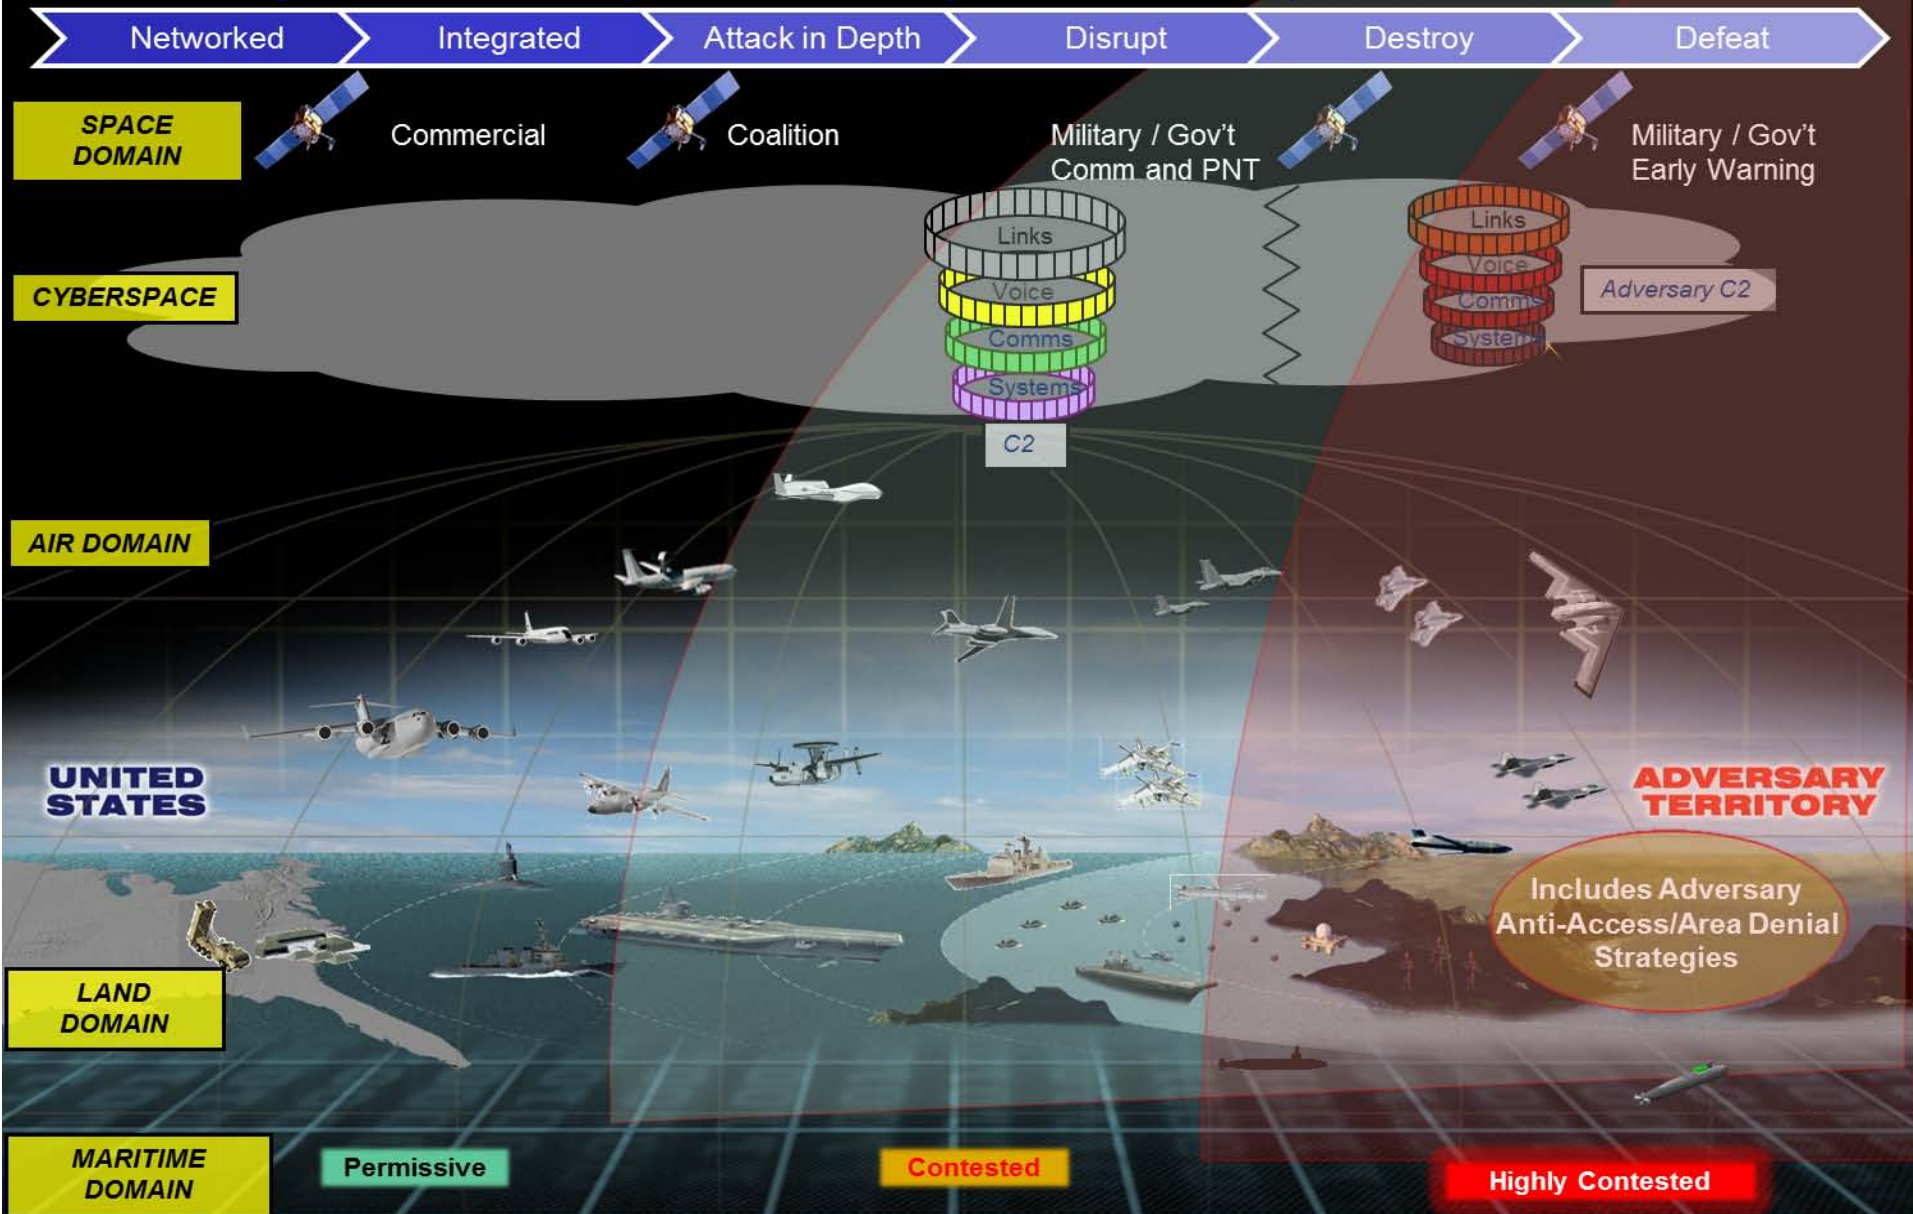 Networked
Integrated
Attack in Depth
Disrupt
Destroy
Defeat
SPACE
DOMAIN
Commercial
Coalition
Military / Gov't
Comm and PNT
Military / Gov't
Early Warning
CYBERSPACE
Links
Voice
Comms
Systems
C2
Links
Voice
Comms
Systems
Adversary C2
AIR DOMAIN
UNITED
STATES
ADVERSARY
TERRITORY
Includes Adversary
Anti-Access/Area Denial
Strategies
LAND
DOMAIN
MARITIME
DOMAIN
Permissive
Contested
Highly Contested